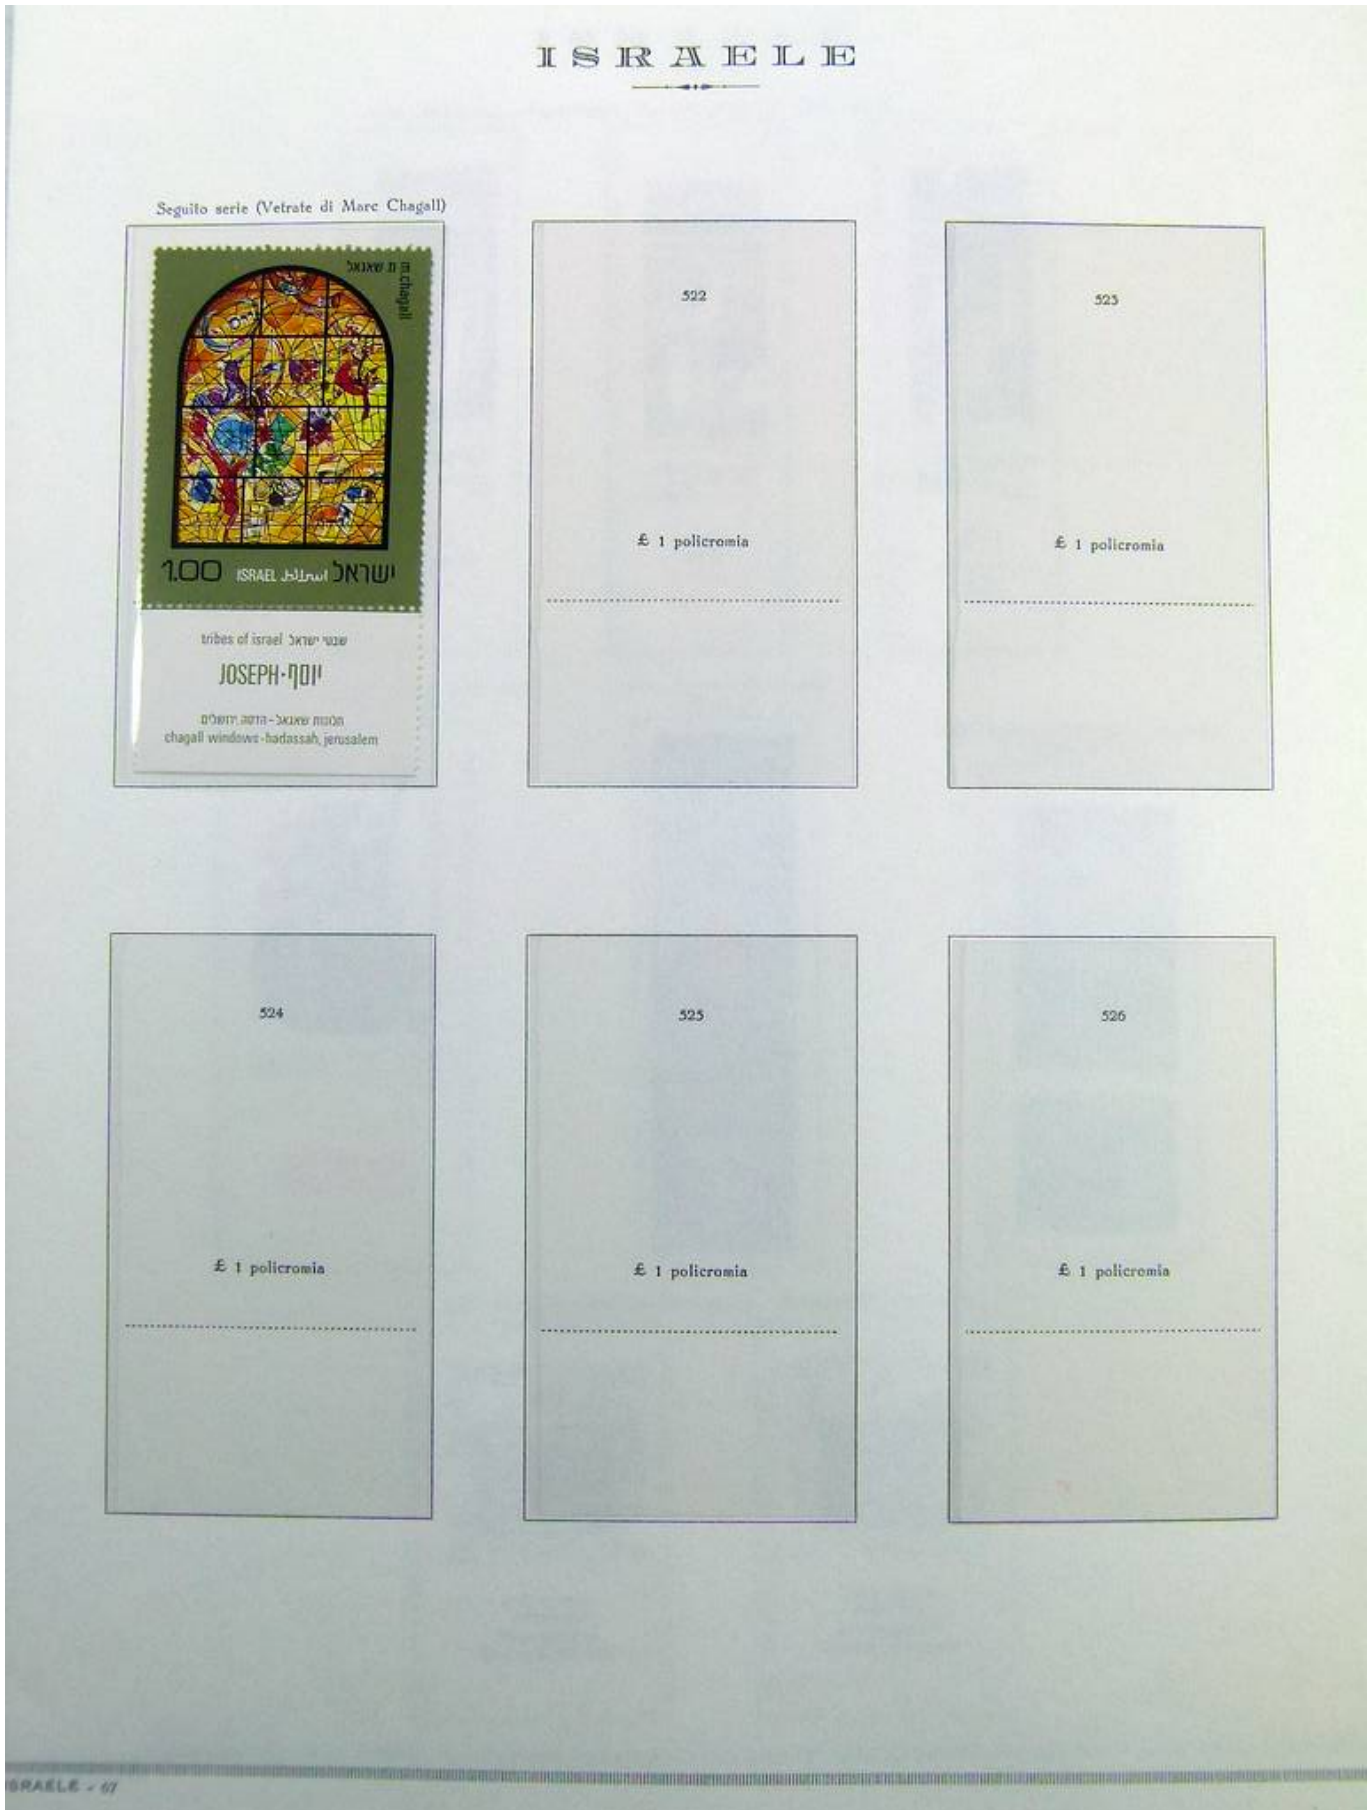 ISRAELE
Seguito serie (Vetrate di Marc Chagall)
מ. שאגאל
m.chagall
1.00 ISRAEL اسرائيل ישראל
tribes of israel שבטי ישראל
JOSEPH·יוסף
חלונות שאגאל-הדסה, ירושלים
chagall windows-hadassah, jerusalem
522
£ 1 policromia
523
£ 1 policromia
524
£ 1 policromia
525
£ 1 policromia
526
£ 1 policromia
ISRAELE - 67